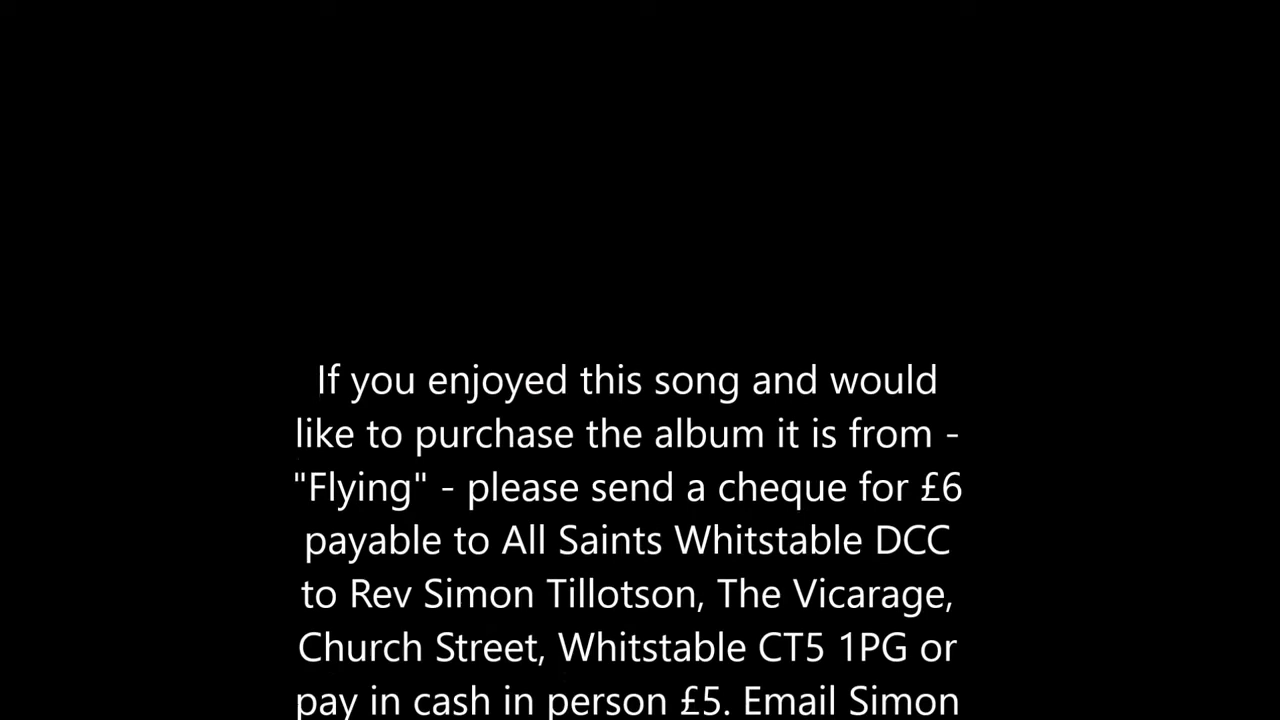 If you enjoyed this song and would
like to purchase the album it is from -
"Flying" - please send a cheque for £6
payable to All Saints Whitstable DCC
to Rev Simon Tillotson, The Vicarage,
Church Street, Whitstable CT5 1PG or
pay in cash in person £5. Email Simon